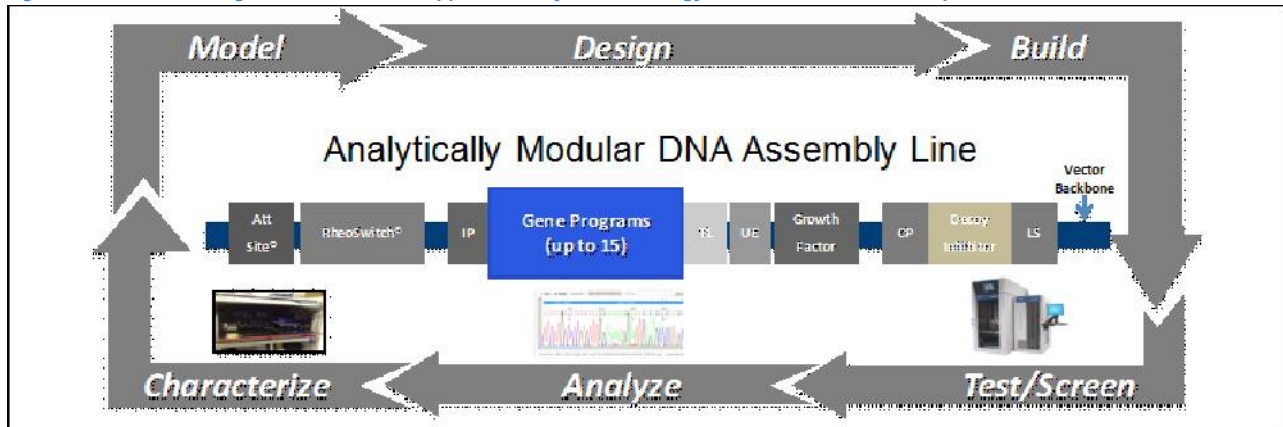 Model
Design
Build
Analytically Modular DNA Assembly Line
Vector
Backbone
Att
Site®
RheoSwitch®
IP
Gene Programs
(up to 15)
TL
UE
Growth
Factor
CP
Decoy
Inhibitor
LS
Characterize
Analyze
Test/Screen